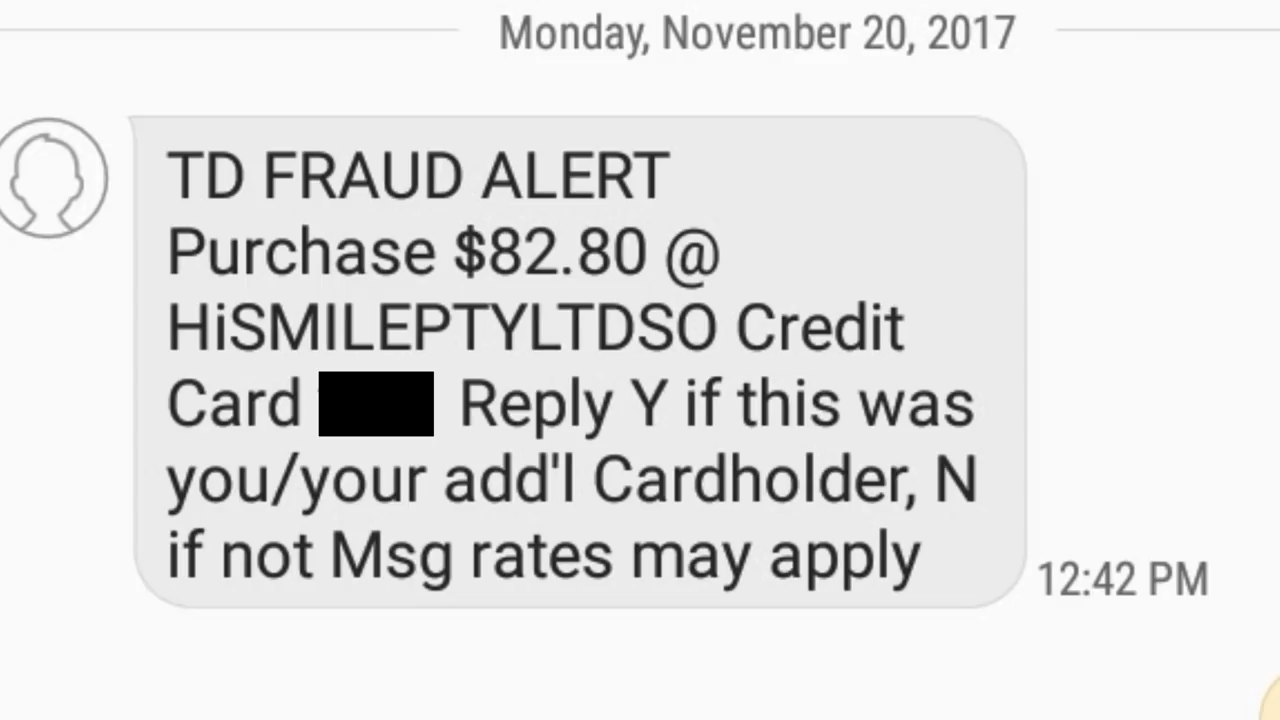 Monday, November 20, 2017
TD FRAUD ALERT
Purchase $82.80 @
HiSMILEPTYLTDSO Credit
Card Reply Y if this was
you/your add'l Cardholder, N
if not Msg rates may apply
12:42 PM